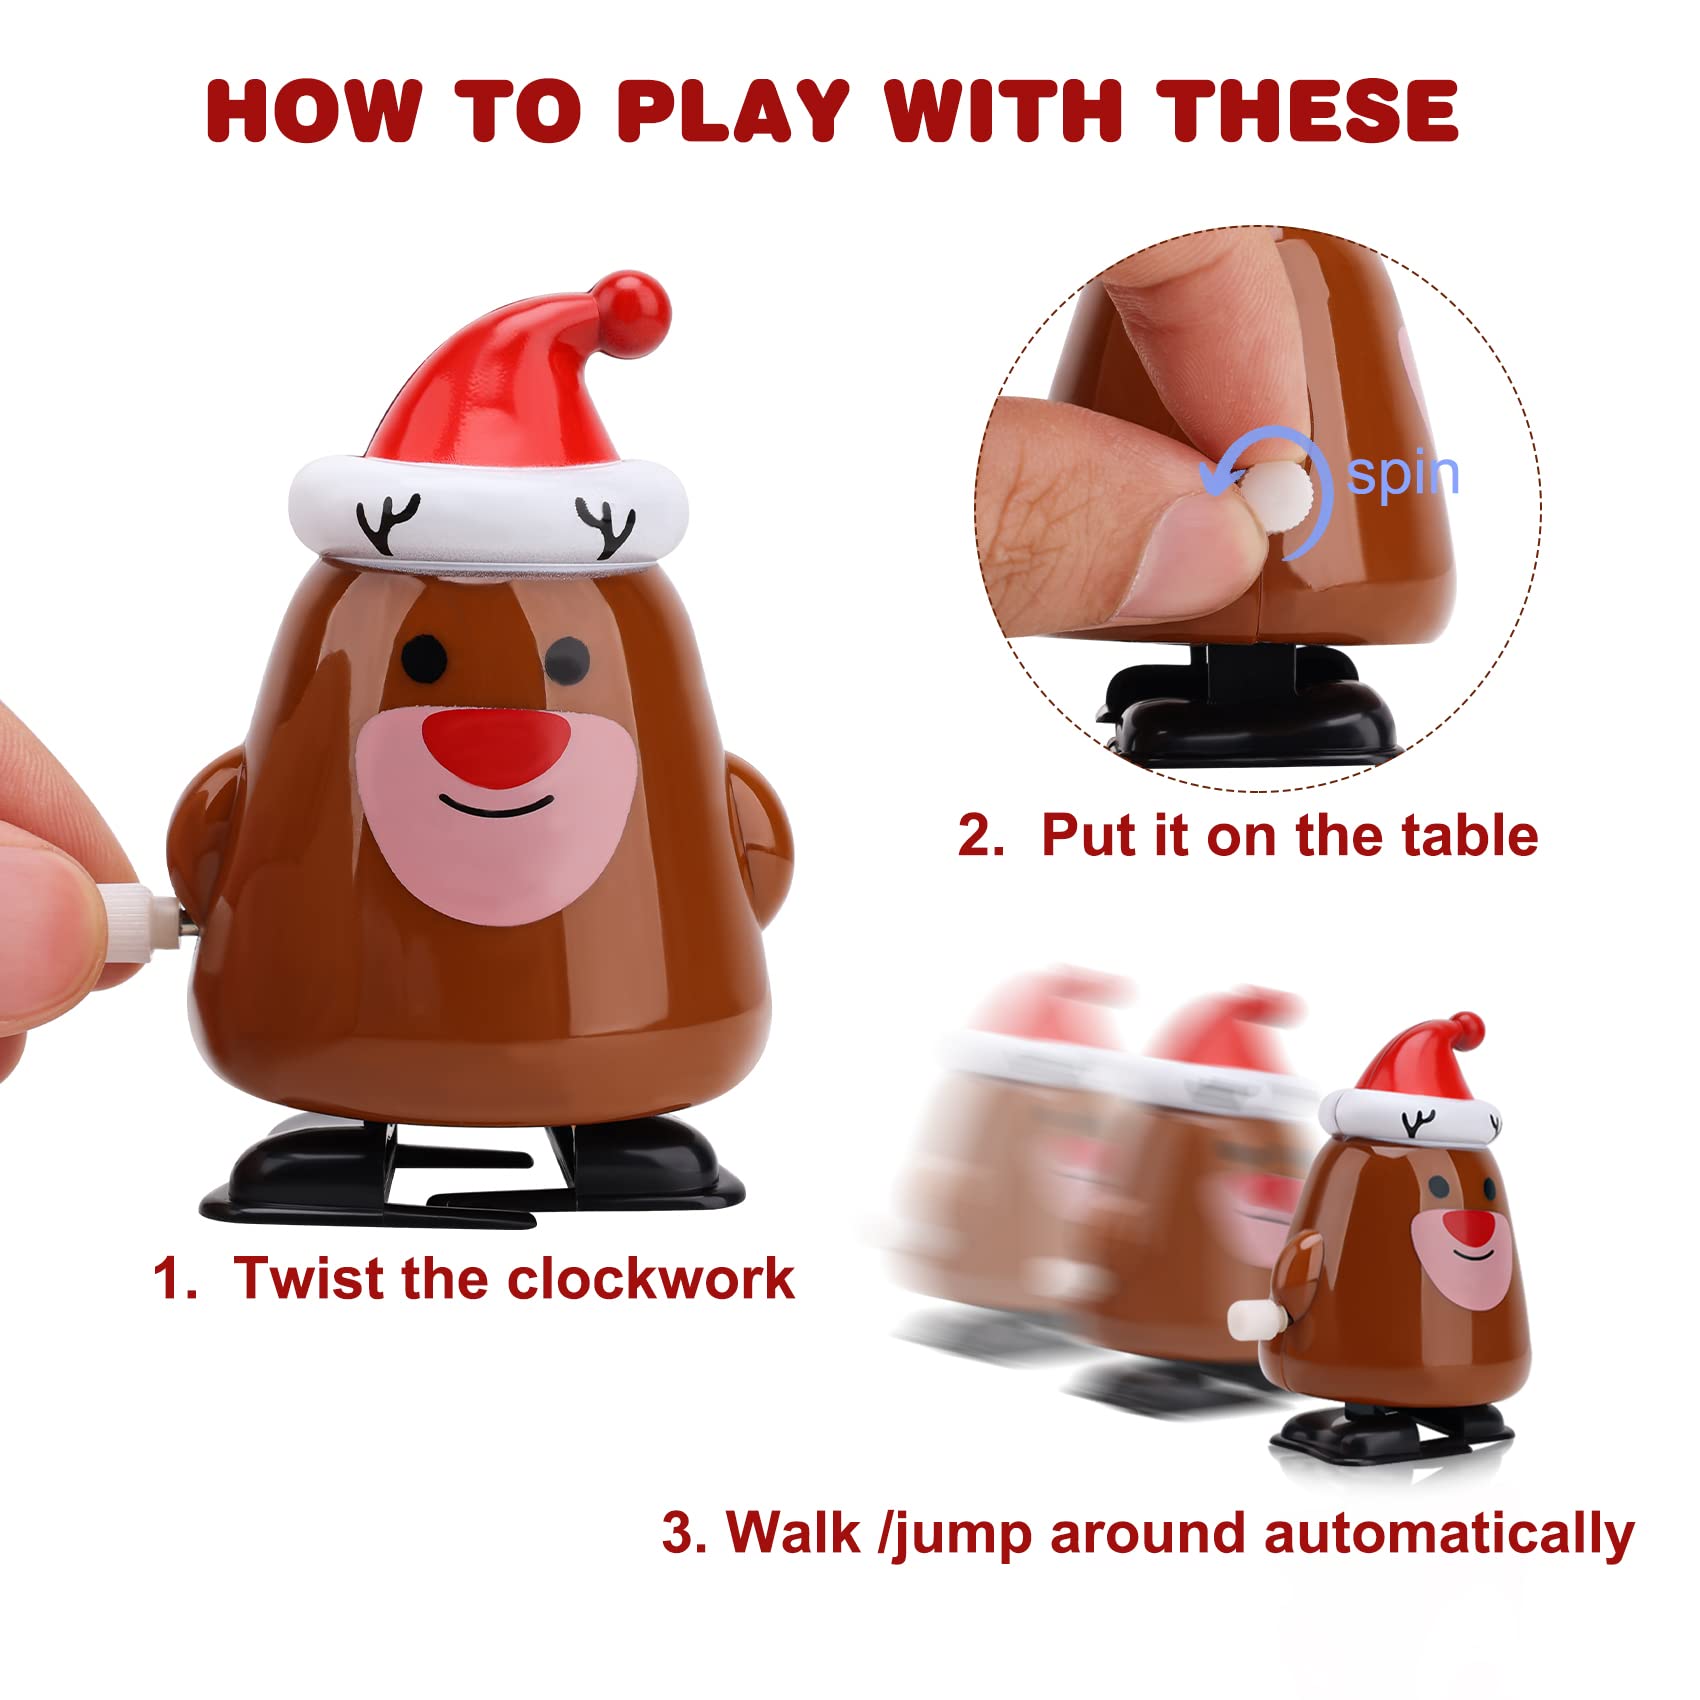 HOW TO PLAY WITH THESE
spin
2. Put it on the table
1. Twist the clockwork
3. Walk /jump around automatically